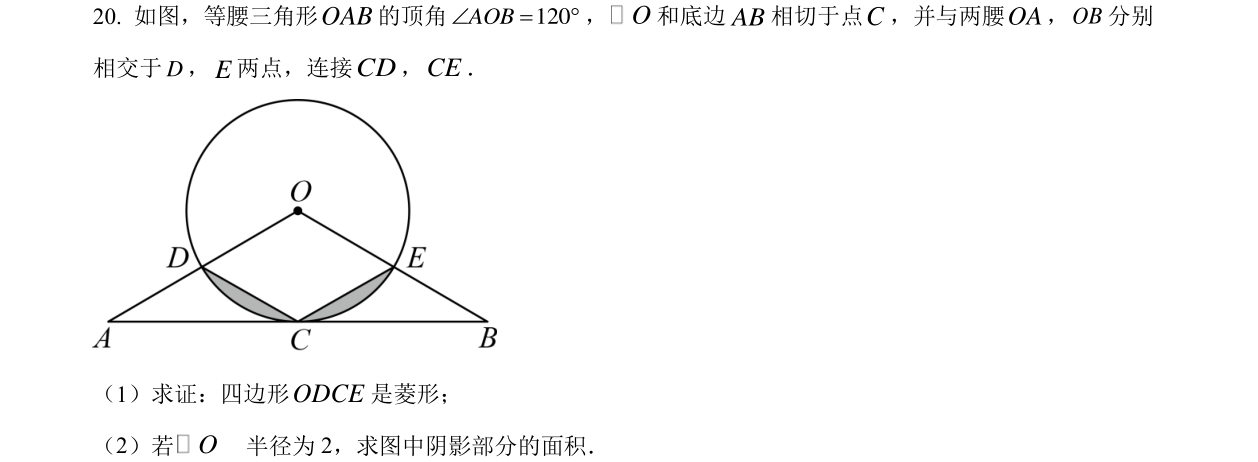 20. 如图，等腰三角形OAB的顶角∠AOB=120°，□ O和底边AB相切于点C，并与两腰OA，OB分别
相交于D，E两点，连接CD，CE．
O
D
E
A
C
B
（1）求证：四边形ODCE是菱形；
（2）若□ O 半径为2，求图中阴影部分的面积．